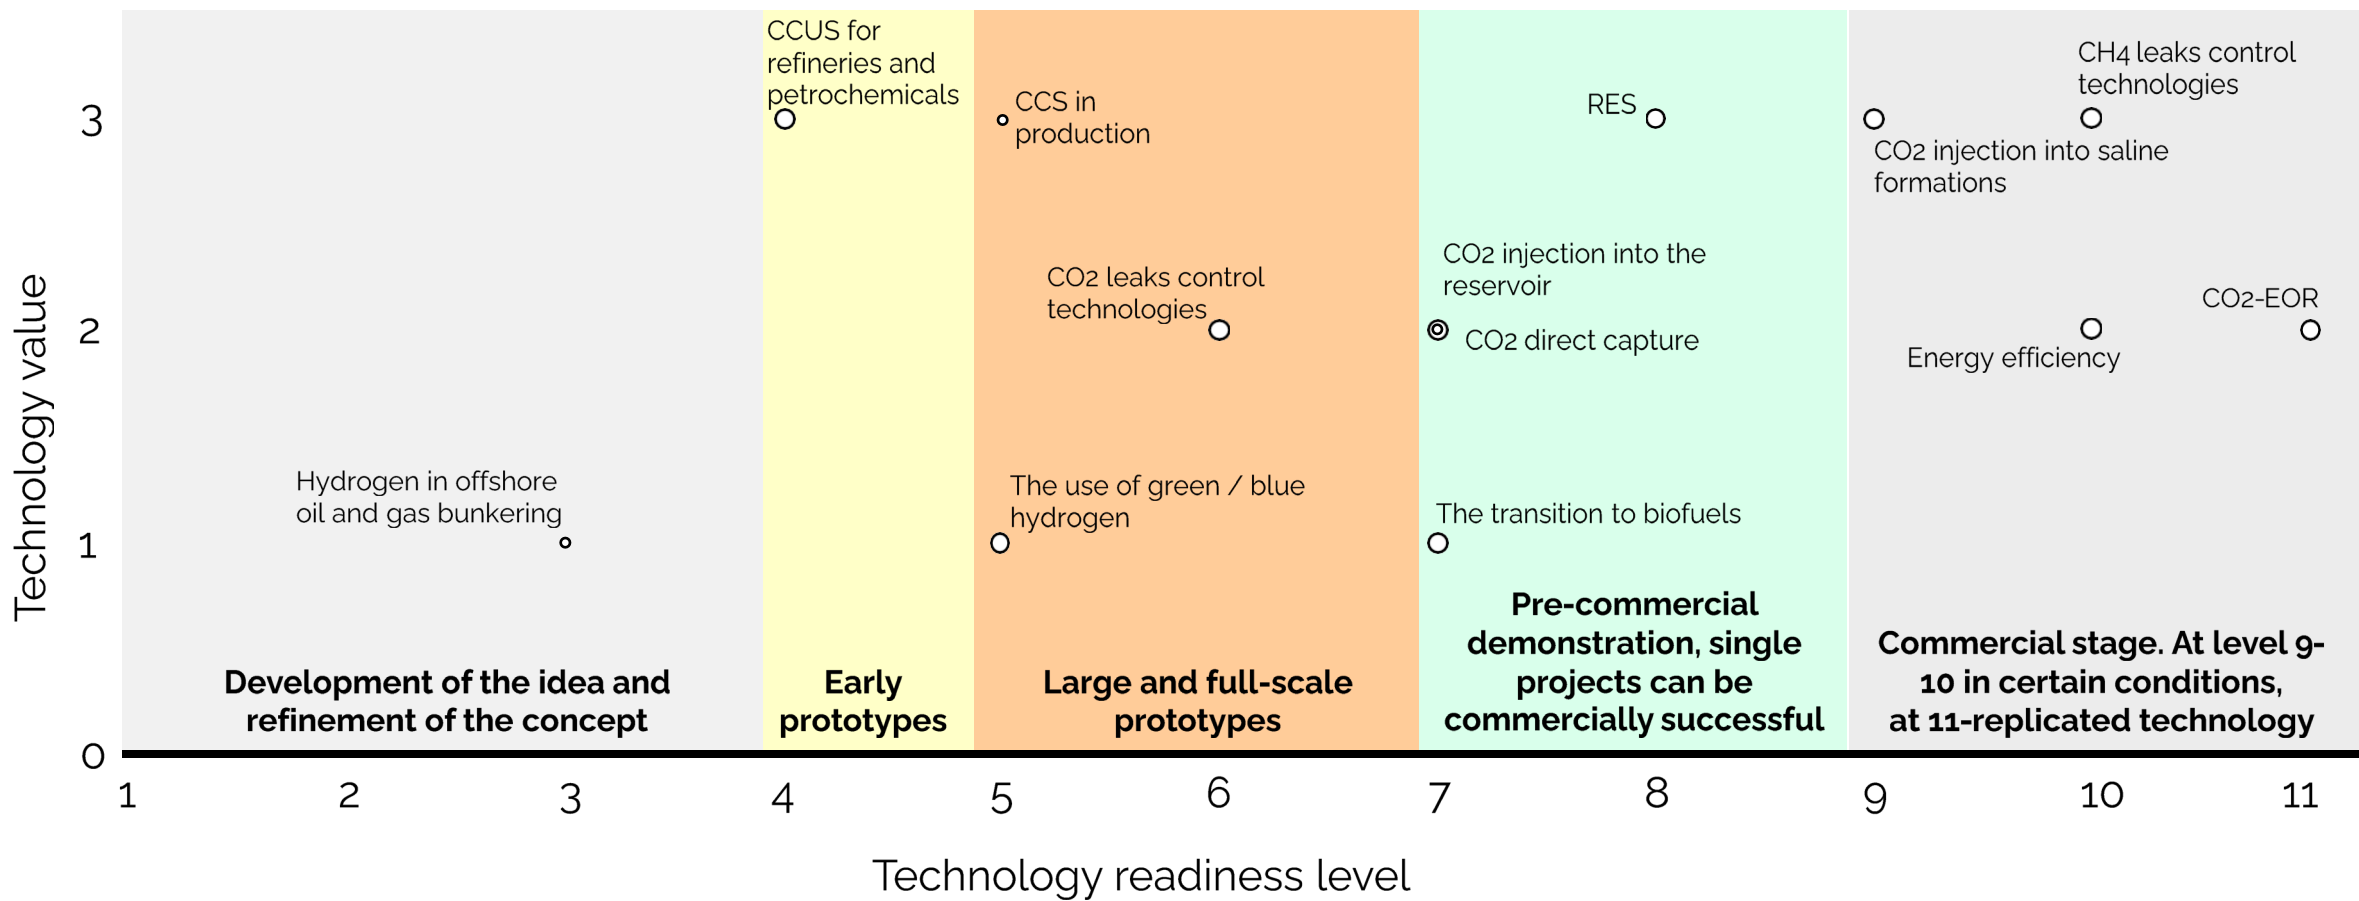 CCUS for
refineries and
petrochemicals
CCS in
production
RES
CH4 leaks control
technologies
CO2 injection into saline
formations
CO2 leaks control
technologies
CO2 injection into the
reservoir
CO2 direct capture
CO2-EOR
Energy efficiency
Hydrogen in offshore
oil and gas bunkering
The use of green / blue
hydrogen
The transition to biofuels
Development of the idea and
refinement of the concept
Early
prototypes
Large and full-scale
prototypes
Pre-commercial
demonstration, single
projects can be
commercially successful
Commercial stage. At level 9-
10 in certain conditions,
at 11-replicated technology
Technology value
3
2
1
0
1 2 3 4 5 6 7 8 9 10 11
Technology readiness level